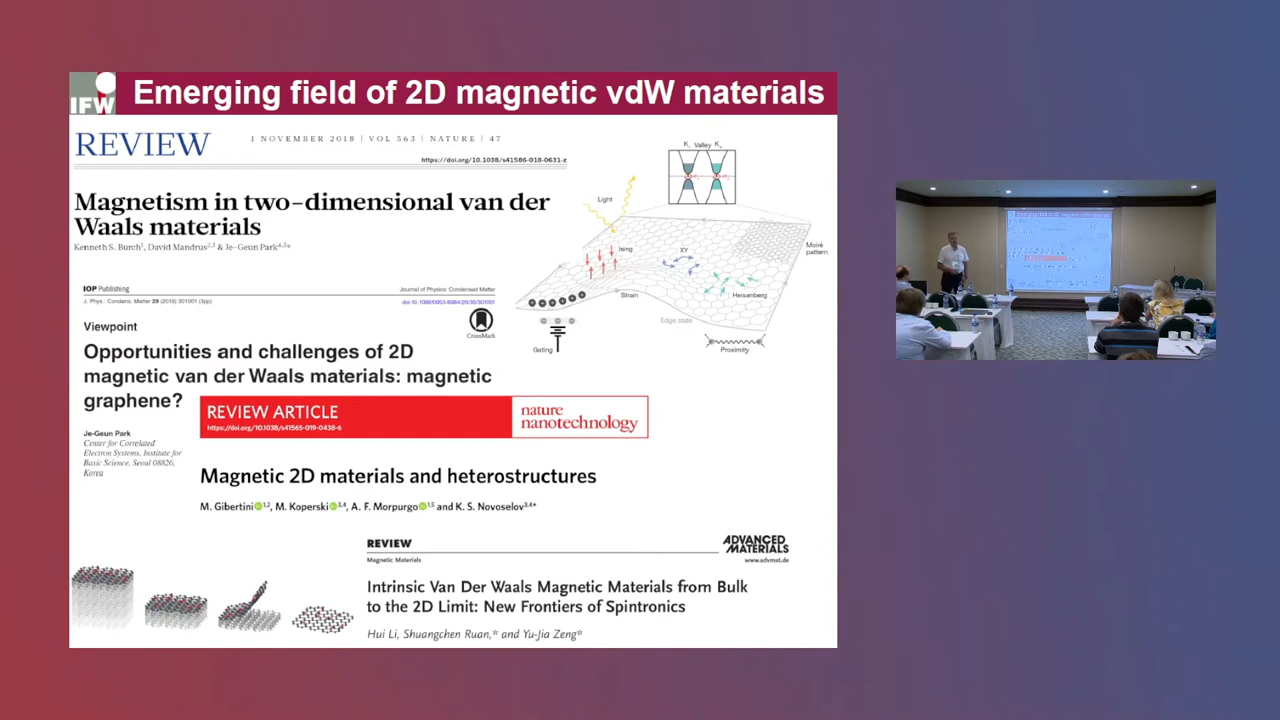 IFW
Emerging field of 2D magnetic vdW materials
REVIEW
1 NOVEMBER 2018 | VOL 563 | NATURE | 47
https://doi.org/10.1038/s41586-018-0631-z
Magnetism in two-dimensional van der
Waals materials
Kenneth S. Burch1, David Mandrus2,3 & Je-Geun Park4,5*
Valley
Light
Ising
XY
Moiré
pattern
Strain
Heisenberg
Edge state
Gating
Proximity
IOP Publishing
Journal of Physics: Condensed Matter
J. Phys.: Condens. Matter 28 (2016) 301001 (3pp)
CrossMark
Viewpoint
Opportunities and challenges of 2D
magnetic van der Waals materials: magnetic
graphene?
Je-Geun Park
Center for Correlated
Electron Systems, Institute for
Basic Science, Seoul 08826,
Korea
REVIEW ARTICLE
https://doi.org/10.1038/s41565-019-0438-6
nature
nanotechnology
Magnetic 2D materials and heterostructures
M. Gibertini1,2, M. Koperski3,4, A. F. Morpurgo1,5 and K. S. Novoselov3,4*
REVIEW
Magnetic Materials
ADVANCED
MATERIALS
www.advmat.de
Intrinsic Van Der Waals Magnetic Materials from Bulk
to the 2D Limit: New Frontiers of Spintronics
Hui Li, Shuangchen Ruan,* and Yu-Jia Zeng*